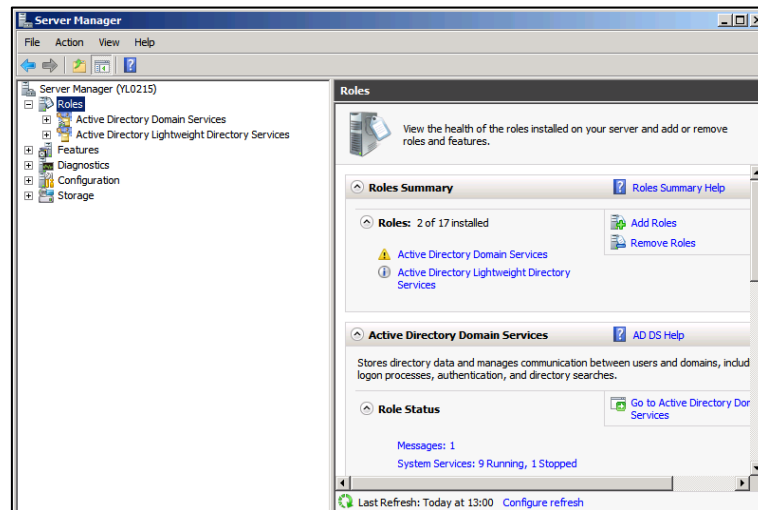 Server Manager
File Action View Help
Server Manager (YL0215)
Roles
Active Directory Domain Services
Active Directory Lightweight Directory Services
Features
Diagnostics
Configuration
Storage
Roles
View the health of the roles installed on your server and add or remove
roles and features.
Roles Summary
Roles Summary Help
Roles: 2 of 17 installed
Add Roles
Remove Roles
Active Directory Domain Services
Active Directory Lightweight Directory
Services
Active Directory Domain Services
AD DS Help
Stores directory data and manages communication between users and domains, includ
logon processes, authentication, and directory searches.
Role Status
Go to Active Directory Dor
Services
Messages: 1
System Services: 9 Running, 1 Stopped
Last Refresh: Today at 13:00 Configure refresh